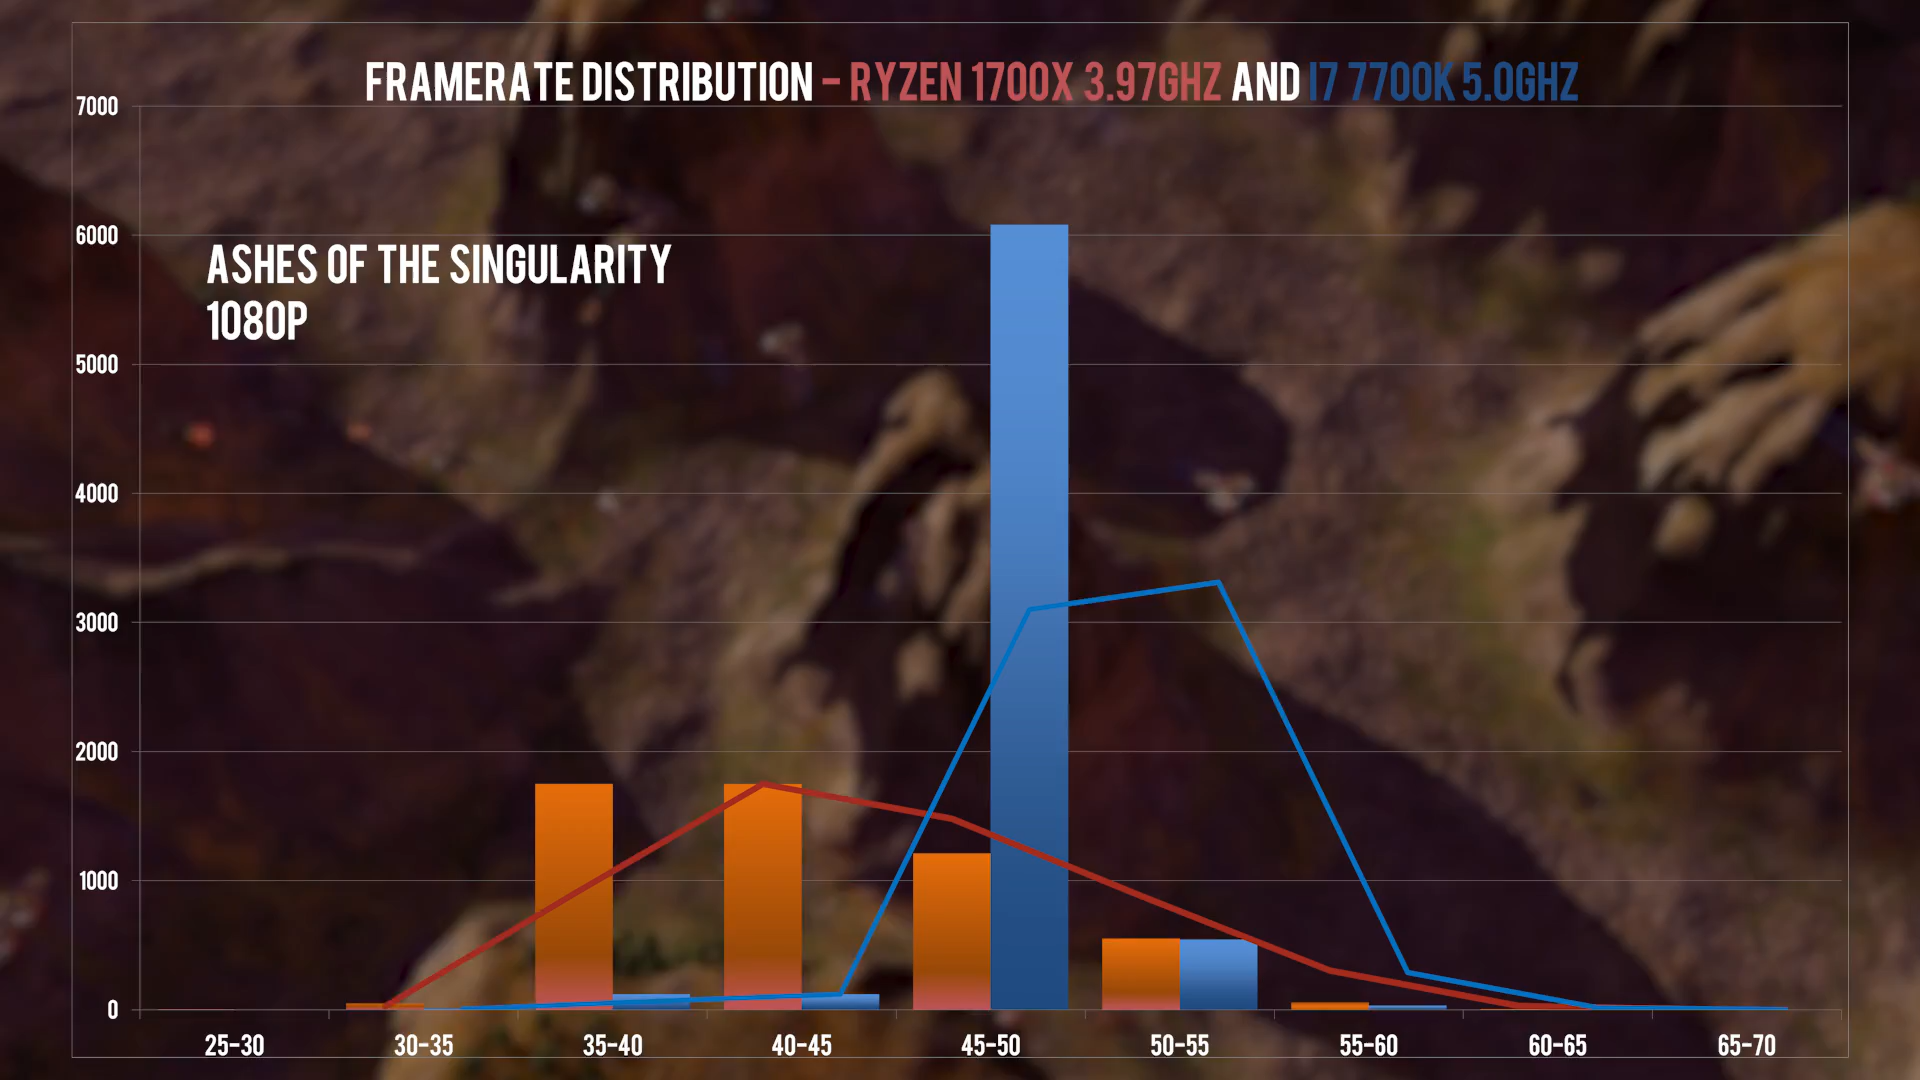 FRAMERATE DISTRIBUTION - RYZEN 1700X 3.97GHZ AND I7 7700K 5.0GHZ
7000
6000
ASHES OF THE SINGULARITY
1080P
5000
4000
3000
2000
1000
0
25-30 30-35 35-40 40-45 45-50 50-55 55-60 60-65 65-70